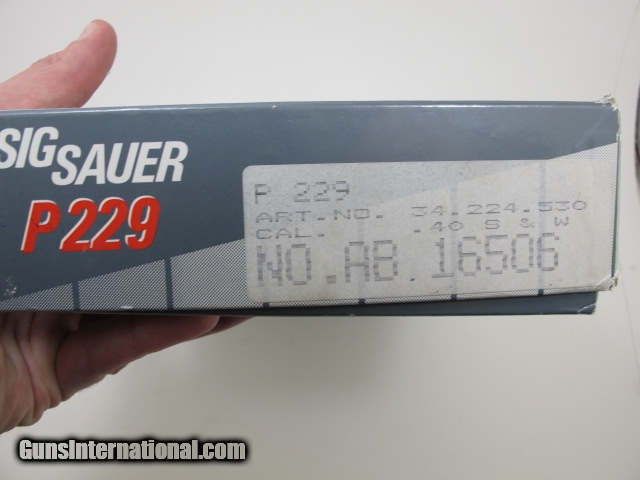 SIG SAUER
P 229
P 229
ART.NO. 34.224.530
CAL. .40 S & W
NO.AB 16506
GunsInternational.com